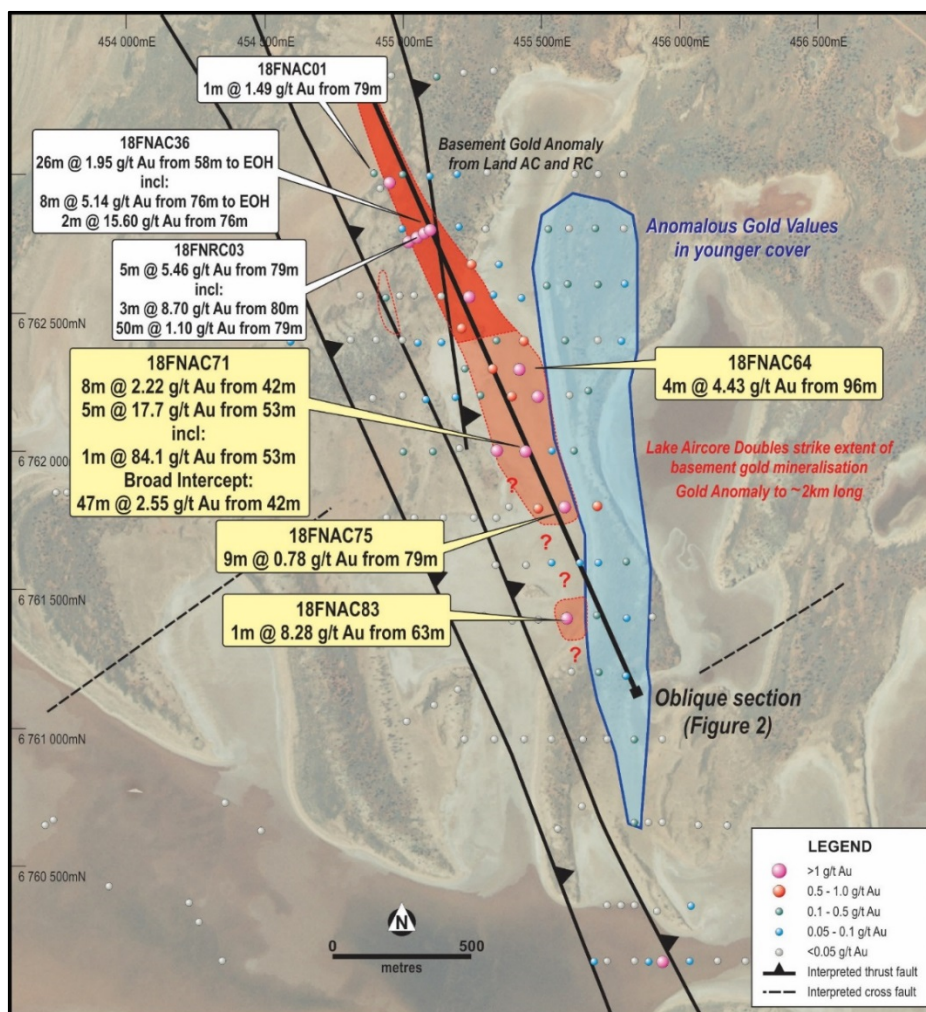 454 000mE
454 500mE
455 000mE
455 500mE
456 000mE
456 500mE
18FNAC01
1m @ 1.49 g/t Au from 79m
18FNAC36
26m @ 1.95 g/t Au from 58m to EOH
incl:
8m @ 5.14 g/t Au from 76m to EOH
2m @ 15.60 g/t Au from 76m
Basement Gold Anomaly
from Land AC and RC
Anomalous Gold Values
in younger cover
18FNRC03
5m @ 5.46 g/t Au from 79m
incl:
3m @ 8.70 g/t Au from 80m
50m @ 1.10 g/t Au from 79m
6 762 500mN
18FNAC71
8m @ 2.22 g/t Au from 42m
5m @ 17.7 g/t Au from 53m
incl:
1m @ 84.1 g/t Au from 53m
Broad Intercept:
47m @ 2.55 g/t Au from 42m
18FNAC64
4m @ 4.43 g/t Au from 96m
6 762 000mN
Lake Aircore Doubles strike extent of
basement gold mineralisation
Gold Anomaly to ~2km long
?
18FNAC75
9m @ 0.78 g/t Au from 79m
?
?
6 761 500mN
18FNAC83
1m @ 8.28 g/t Au from 63m
?
?
Oblique section
(Figure 2)
6 761 000mN
6 760 500mN
N
0
500
metres
LEGEND
>1 g/t Au
0.5 - 1.0 g/t Au
0.1 - 0.5 g/t Au
0.05 - 0.1 g/t Au
<0.05 g/t Au
Interpreted thrust fault
Interpreted cross fault